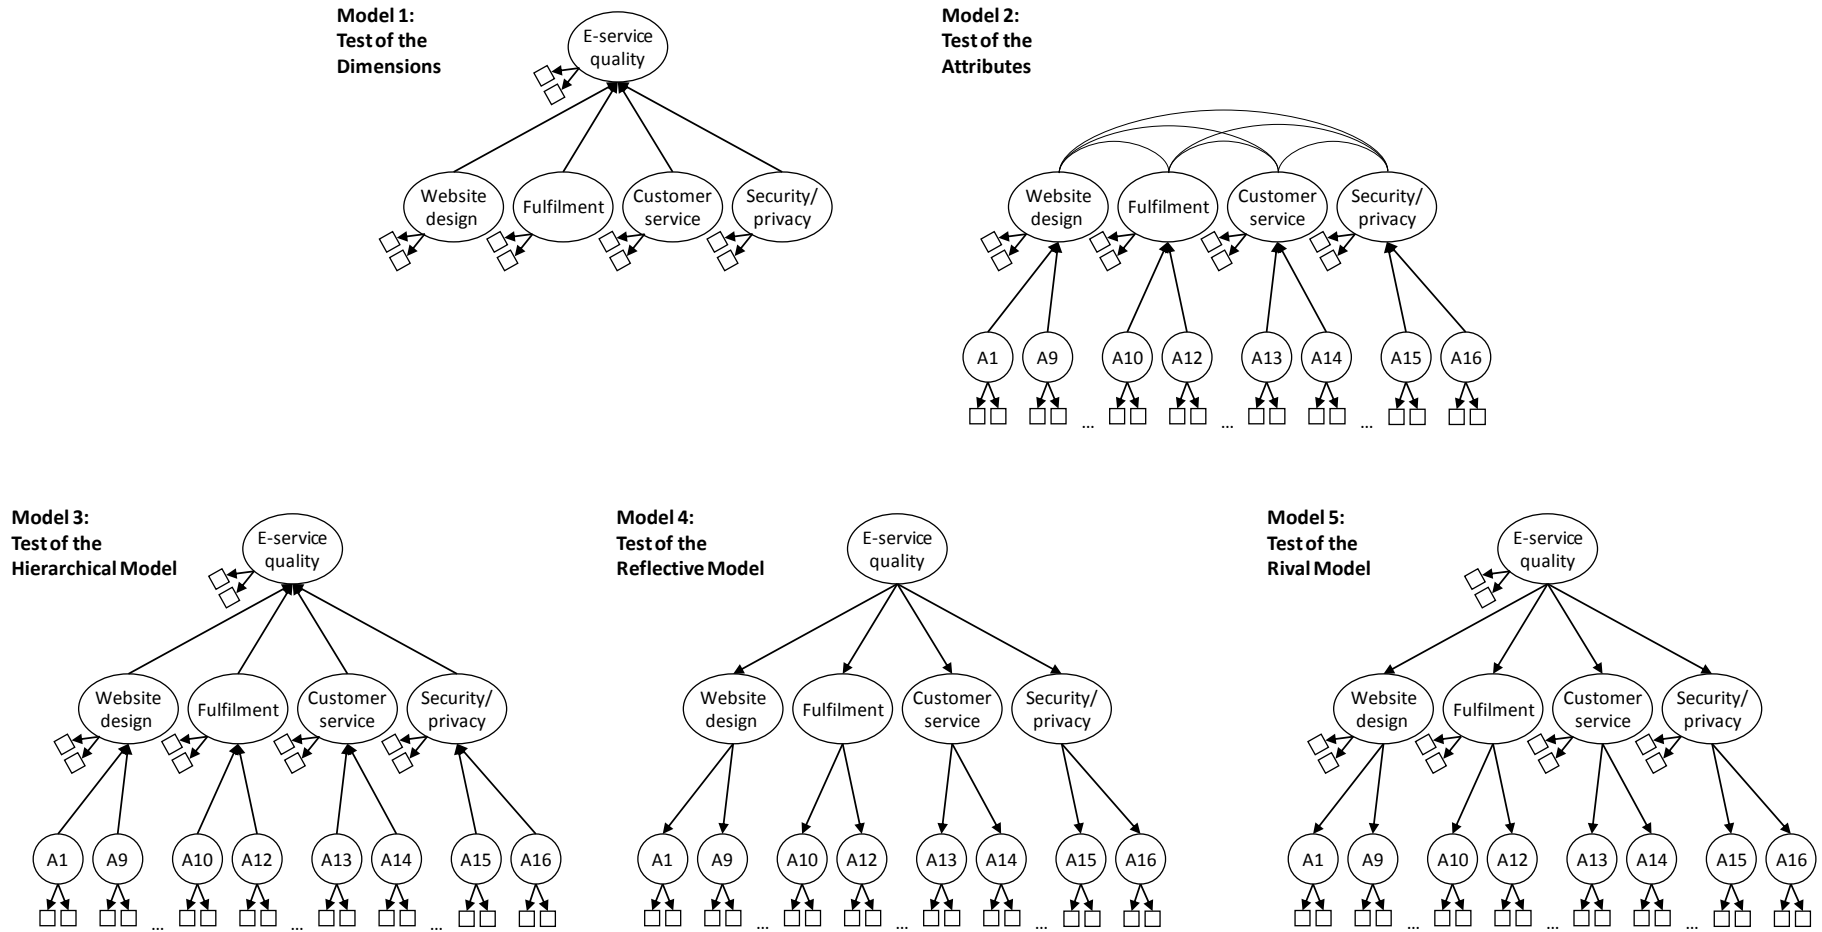 Model 1:
Test of the
Dimensions
E-service
quality
Website
design
Fulfilment
Customer
service
Security/
privacy
Model 2:
Test of the
Attributes
Website
design
Fulfilment
Customer
service
Security/
privacy
A1
A9
A10
A12
A13
A14
A15
A16
... ... ...
Model 3:
Test of the
Hierarchical Model
E-service
quality
Website
design
Fulfilment
Customer
service
Security/
privacy
A1
A9
A10
A12
A13
A14
A15
A16
... ... ...
Model 4:
Test of the
Reflective Model
E-service
quality
Website
design
Fulfilment
Customer
service
Security/
privacy
A1
A9
A10
A12
A13
A14
A15
A16
... ... ...
Model 5:
Test of the
Rival Model
E-service
quality
Website
design
Fulfilment
Customer
service
Security/
privacy
A1
A9
A10
A12
A13
A14
A15
A16
... ... ...